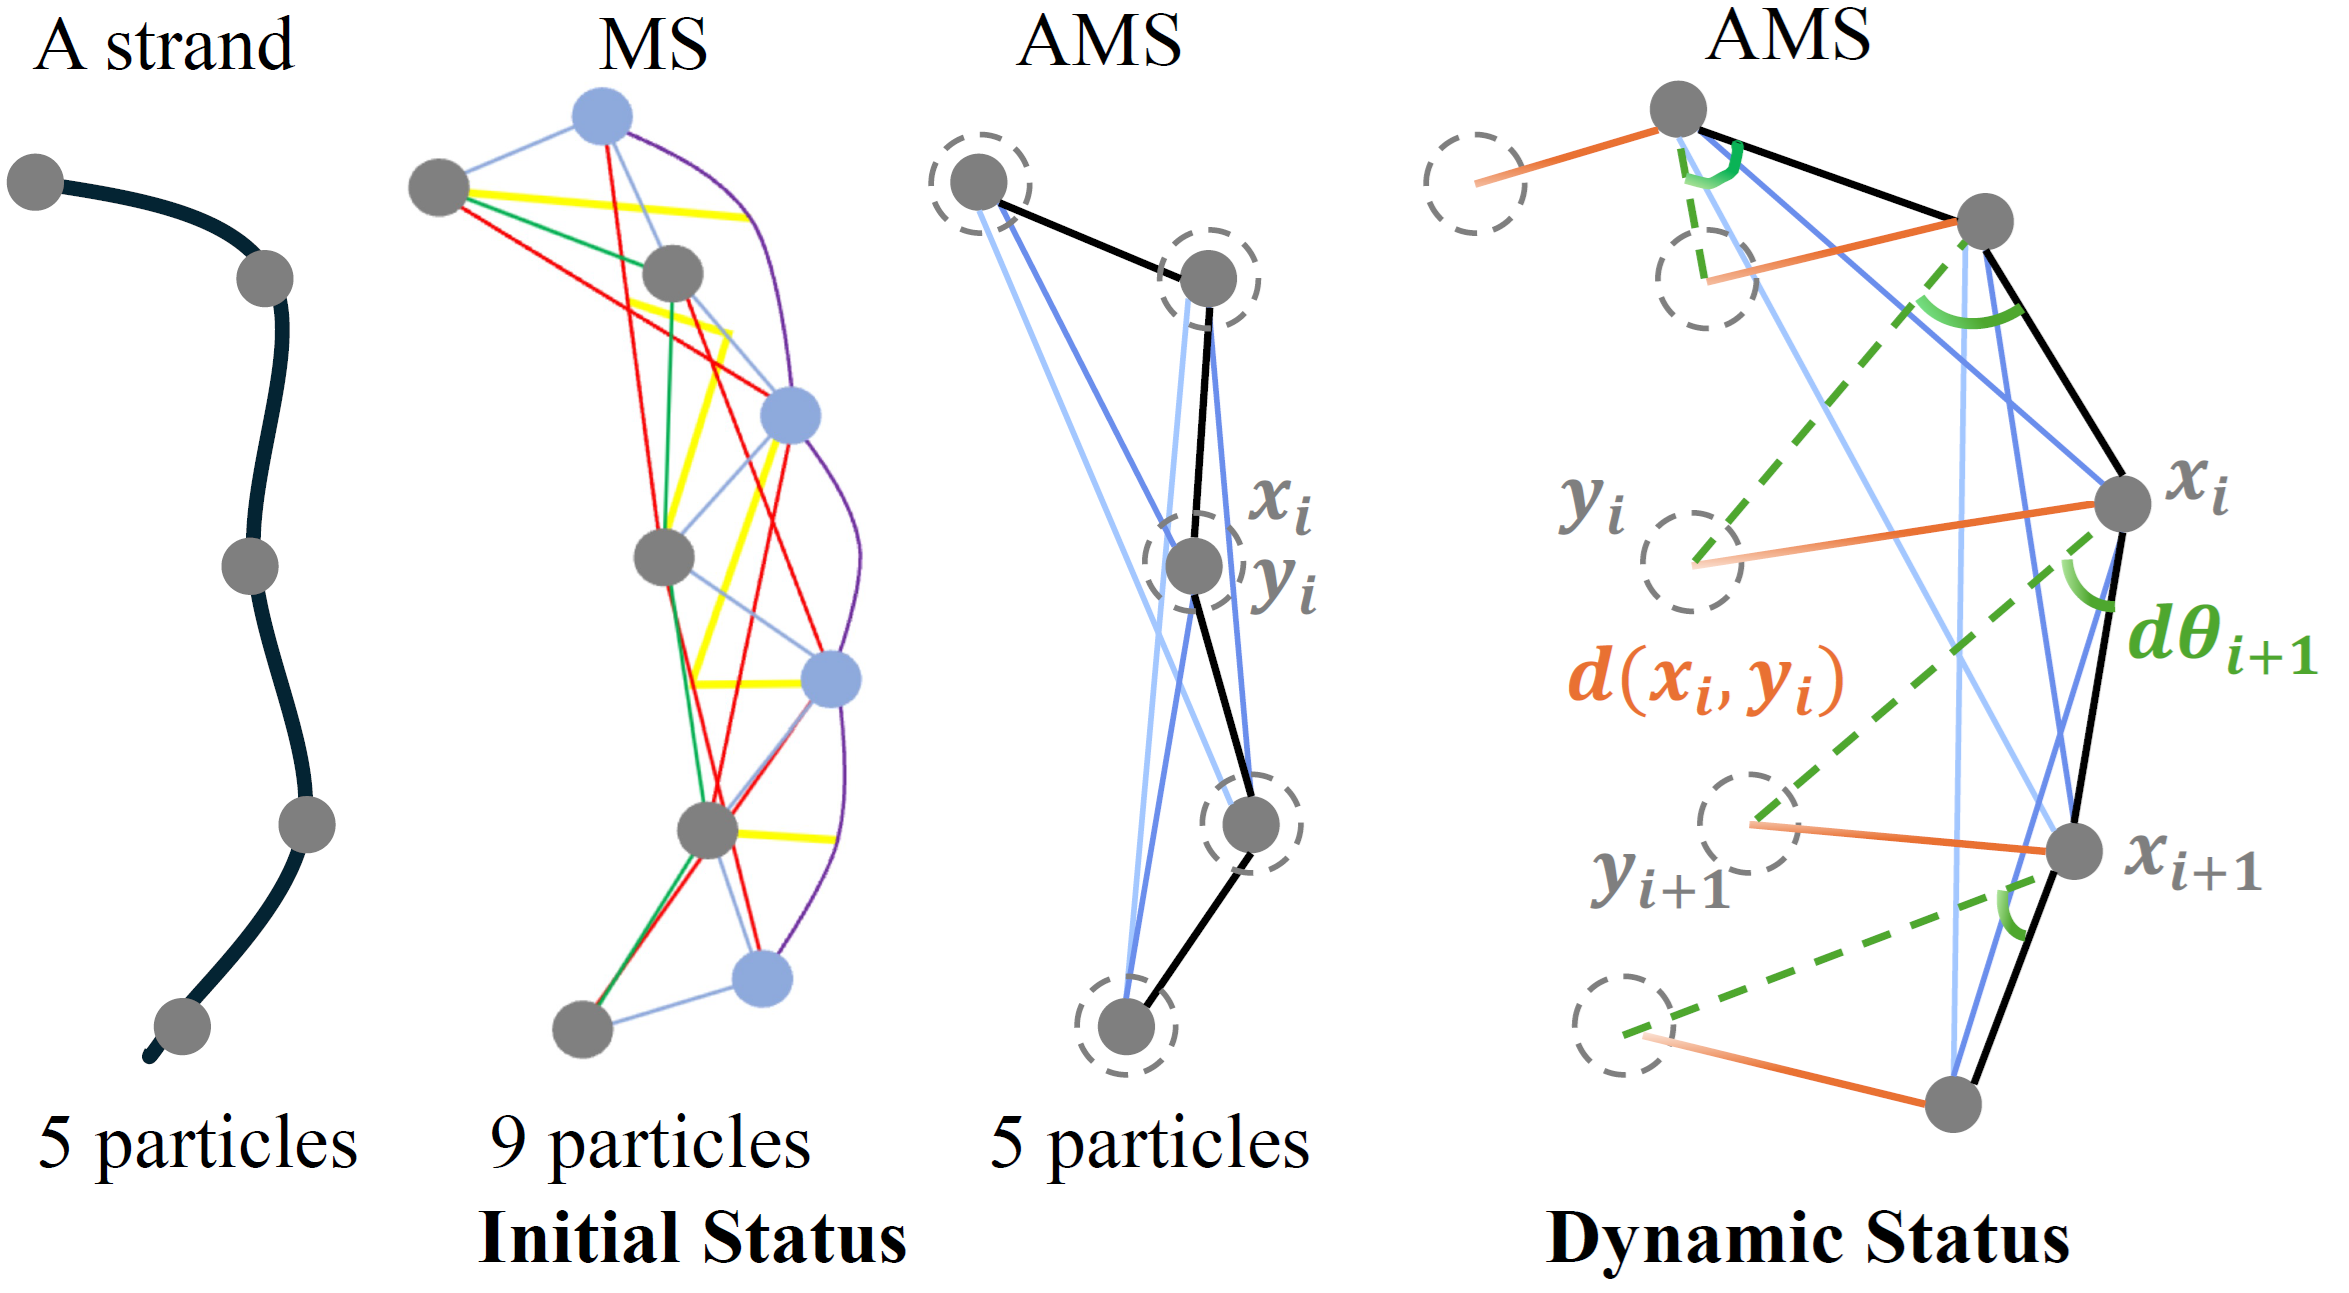 A strand
MS
AMS
AMS
x_i
y_i
y_i
x_i
d(x_i, y_i)
dθ_{i+1}
y_{i+1}
x_{i+1}
5 particles
9 particles
5 particles
Initial Status
Dynamic Status